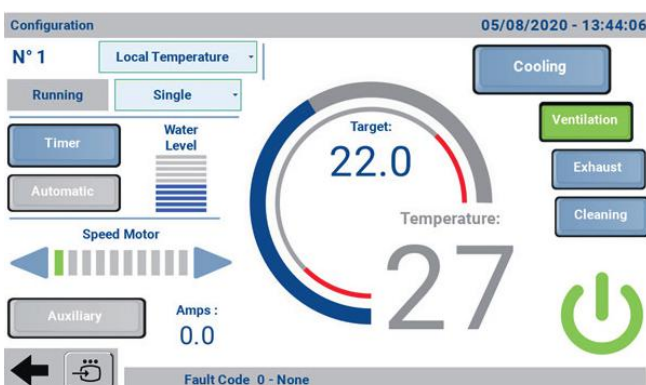 Configuration
05/08/2020 - 13:44:06
N° 1
Local Temperature
Cooling
Running
Single
Ventilation
Timer
Water
Level
Target:
22.0
Exhaust
Automatic
Cleaning
Temperature:
27
Speed Motor
Auxiliary
Amps :
0.0
Fault Code 0 - None